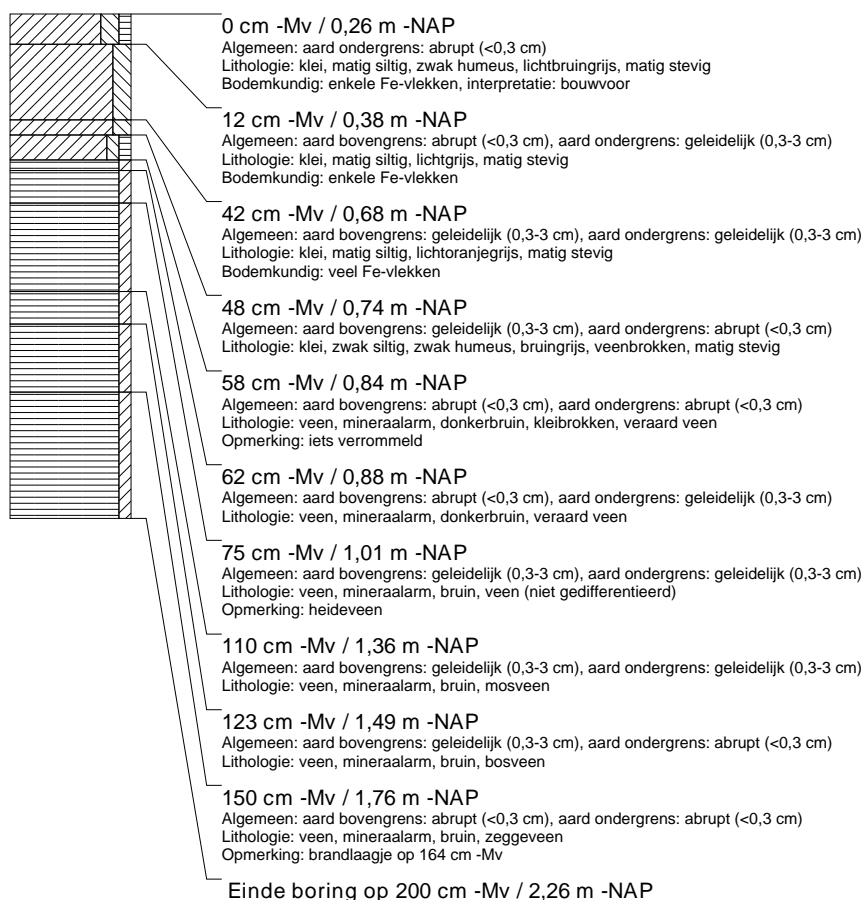 0 cm -Mv / 0,26 m -NAP
Algemeen: aard ondergrens: abrupt (<0,3 cm)
Lithologie: klei, matig siltig, zwak humeus, lichtbruingrijs, matig stevig
Bodemkundig: enkele Fe-vlekken, interpretatie: bouwvoor
12 cm -Mv / 0,38 m -NAP
Algemeen: aard bovengrens: abrupt (<0,3 cm), aard ondergrens: geleidelijk (0,3-3 cm)
Lithologie: klei, matig siltig, lichtgrijs, matig stevig
Bodemkundig: enkele Fe-vlekken
42 cm -Mv / 0,68 m -NAP
Algemeen: aard bovengrens: geleidelijk (0,3-3 cm), aard ondergrens: geleidelijk (0,3-3 cm)
Lithologie: klei, matig siltig, lichtoranjegrijs, matig stevig
Bodemkundig: veel Fe-vlekken
48 cm -Mv / 0,74 m -NAP
Algemeen: aard bovengrens: geleidelijk (0,3-3 cm), aard ondergrens: abrupt (<0,3 cm)
Lithologie: klei, zwak siltig, zwak humeus, bruingrijs, veenbrokken, matig stevig
58 cm -Mv / 0,84 m -NAP
Algemeen: aard bovengrens: abrupt (<0,3 cm), aard ondergrens: abrupt (<0,3 cm)
Lithologie: veen, mineraalarm, donkerbruin, kleibrokken, veraard veen
Opmerking: iets verrommeld
62 cm -Mv / 0,88 m -NAP
Algemeen: aard bovengrens: abrupt (<0,3 cm), aard ondergrens: geleidelijk (0,3-3 cm)
Lithologie: veen, mineraalarm, donkerbruin, veraard veen
75 cm -Mv / 1,01 m -NAP
Algemeen: aard bovengrens: geleidelijk (0,3-3 cm), aard ondergrens: geleidelijk (0,3-3 cm)
Lithologie: veen, mineraalarm, bruin, veen (niet gedifferentieerd)
Opmerking: heideveen
110 cm -Mv / 1,36 m -NAP
Algemeen: aard bovengrens: geleidelijk (0,3-3 cm), aard ondergrens: geleidelijk (0,3-3 cm)
Lithologie: veen, mineraalarm, bruin, mosveen
123 cm -Mv / 1,49 m -NAP
Algemeen: aard bovengrens: geleidelijk (0,3-3 cm), aard ondergrens: abrupt (<0,3 cm)
Lithologie: veen, mineraalarm, bruin, bosveen
150 cm -Mv / 1,76 m -NAP
Algemeen: aard bovengrens: abrupt (<0,3 cm), aard ondergrens: abrupt (<0,3 cm)
Lithologie: veen, mineraalarm, bruin, zeggeveen
Opmerking: brandlaagje op 164 cm -Mv
Einde boring op 200 cm -Mv / 2,26 m -NAP